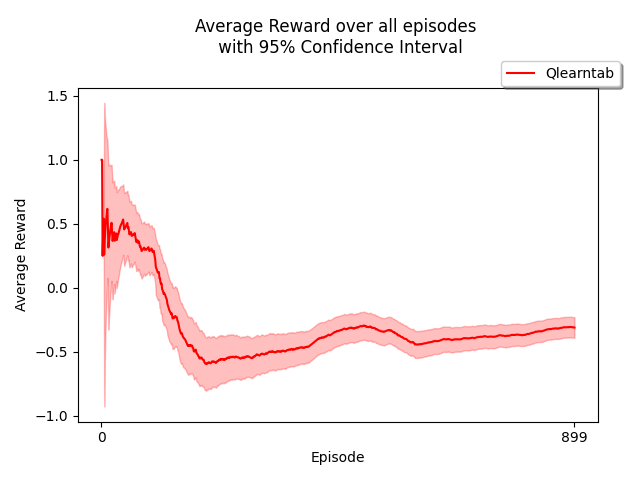 Average Reward over all episodes
with 95% Confidence Interval
Qlearntab
1.5
1.0
0.5
0.0
−0.5
−1.0
Average Reward
0
899
Episode